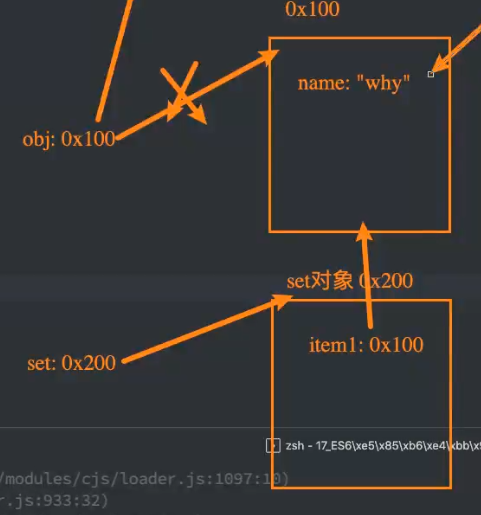 0x100
name: "why"
obj: 0x100
set对象 0x200
item1: 0x100
set: 0x200
zsh - 17_ES6\xe5\x85\xb6\xe4\xbb\x9
/modules/cjs/loader.js:1097:10)
r.js:933:32)